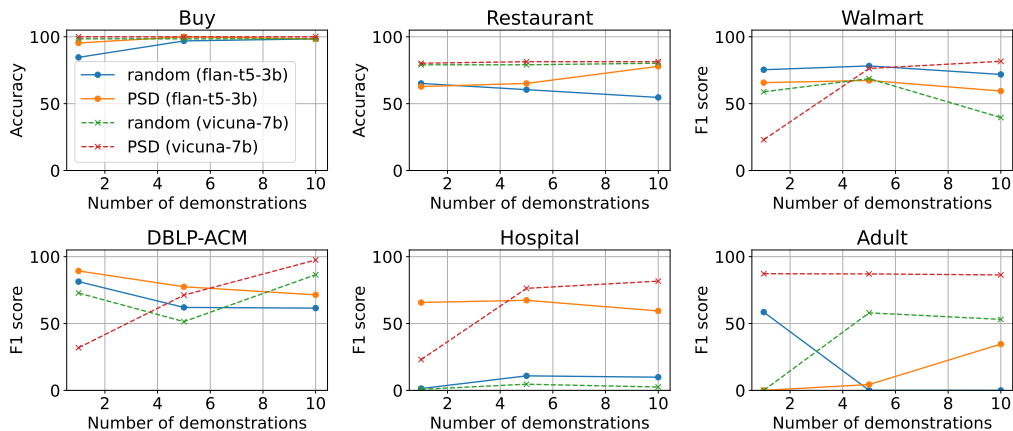 Buy
100
50
0
Accuracy
random (flan-t5-3b)
PSD (flan-t5-3b)
random (vicuna-7b)
PSD (vicuna-7b)
2 4 6 8 10
Number of demonstrations
Restaurant
100
50
0
Accuracy
2 4 6 8 10
Number of demonstrations
Walmart
100
50
0
F1 score
2 4 6 8 10
Number of demonstrations
DBLP-ACM
100
50
0
F1 score
2 4 6 8 10
Number of demonstrations
Hospital
100
50
0
F1 score
2 4 6 8 10
Number of demonstrations
Adult
100
50
0
F1 score
2 4 6 8 10
Number of demonstrations